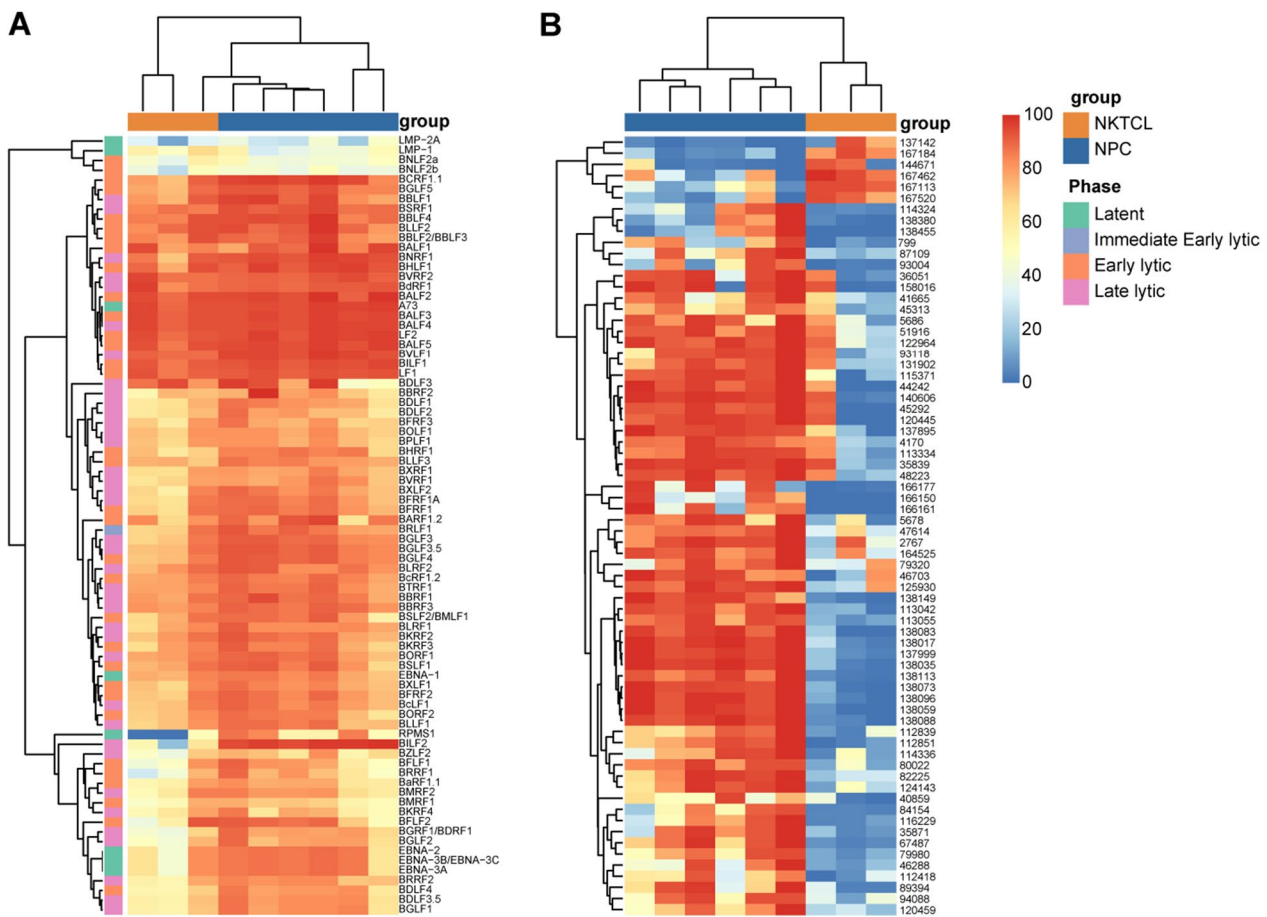 A
group
LMP-2A
LMP-1
BNLF2a
BNLF2b
BCRF1.1
BGLF5
BBLF1
BSRF1
BBLF4
BLLF2
BBLF2/BBLF3
BALF1
BNRF1
BHLF1
BVRF2
BdRF1
BALF2
A73
BALF3
BALF4
LF2
BALF5
BVLF1
BILF1
LF1
BDLF3
BBRF2
BDLF1
BDLF2
BFRF3
BOLF1
BPLF1
BHRF1
BLLF3
BXRF1
BVRF1
BXLF2
BFRF1A
BFRF1
BARF1.2
BRLF1
BGLF3
BGLF3.5
BGLF4
BLRF2
BcRF1.2
BTRF1
BBRF1
BBRF3
BSLF2/BMLF1
BLRF1
BKRF2
BKRF3
BORF1
BSLF1
EBNA-1
BXLF1
BFRF2
BcLF1
BORF2
BLLF1
RPMS1
BILF2
BZLF2
BFLF1
BRRF1
BaRF1.1
BMRF2
BMRF1
BKRF4
BFLF2
BGRF1/BDRF1
BGLF2
EBNA-2
EBNA-3B/EBNA-3C
EBNA-3A
BRRF2
BDLF4
BDLF3.5
BGLF1
B
group
137142
167184
144671
167462
167113
167520
114324
138380
138455
799
87109
93004
36051
158016
41665
45313
5686
51916
122964
93118
131902
115371
44242
140606
45292
120445
137895
4170
113334
35839
48223
166177
166150
166161
5678
47614
2767
164525
79320
46703
125930
138149
113042
113055
138083
138017
137999
138035
138113
138073
138096
138059
138088
112839
112851
114336
80022
82225
124143
40859
84154
116229
35871
67487
79980
46288
112418
89394
94088
120459
100
80
60
40
20
0
group
NKTCL
NPC
Phase
Latent
Immediate Early lytic
Early lytic
Late lytic